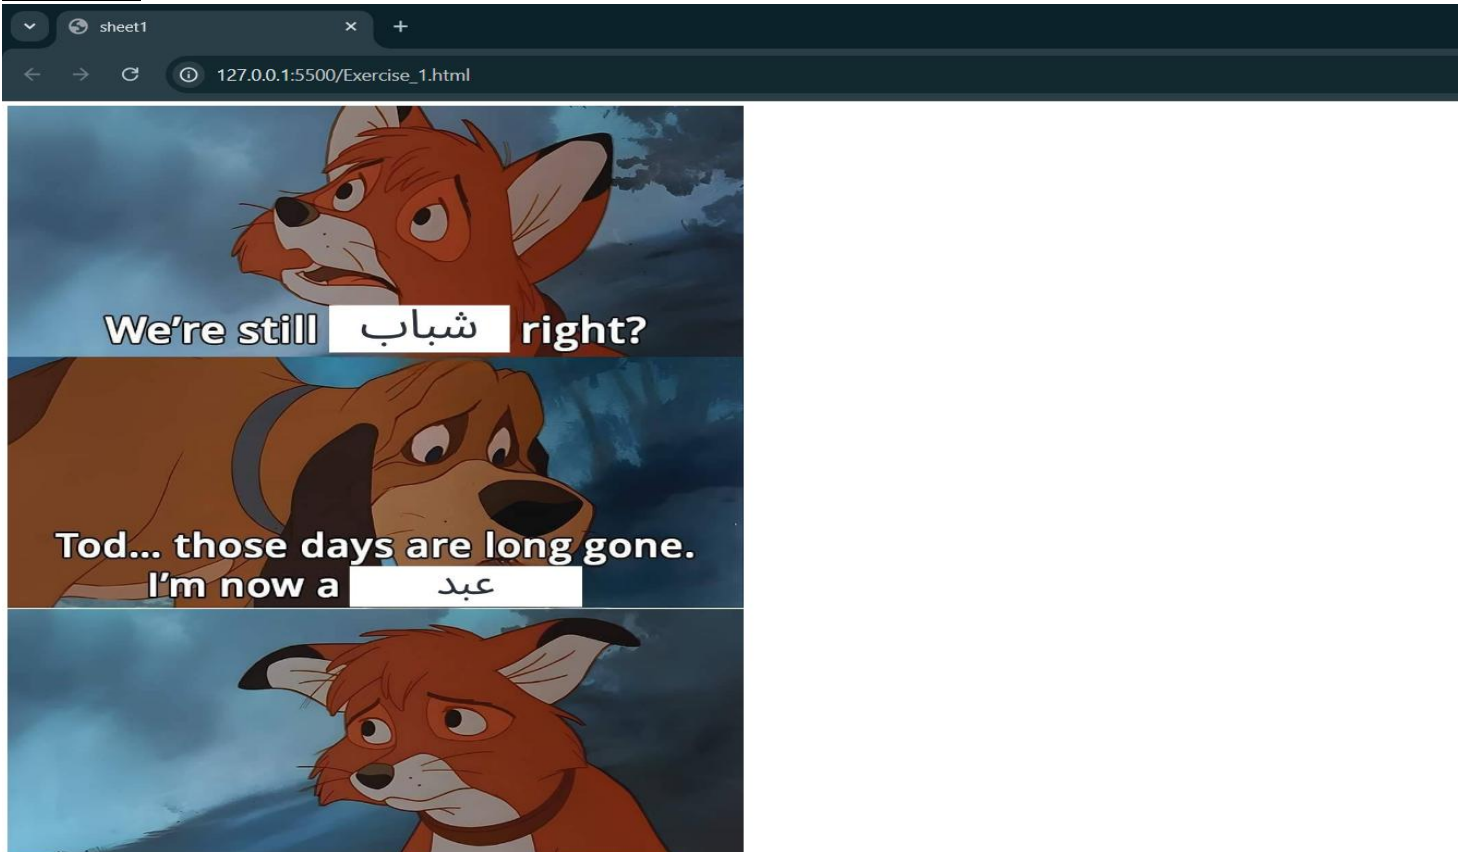 sheet1
127.0.0.1:5500/Exercise_1.html
We're still شباب right?
Tod... those days are long gone.
I'm now a عبد